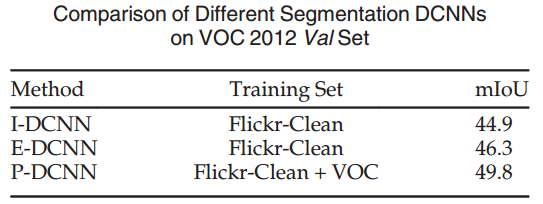 Comparison of Different Segmentation DCNNs
on VOC 2012 Val Set
Method Training Set mIoU
I-DCNN Flickr-Clean 44.9
E-DCNN Flickr-Clean 46.3
P-DCNN Flickr-Clean + VOC 49.8